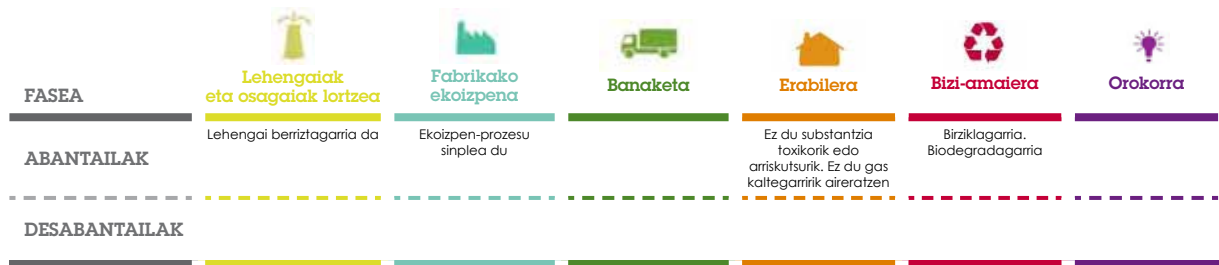 FASEA
Lehengaiak
eta osagaiak lortzea
Fabrikako
ekoizpena
Banaketa
Erabilera
Bizi-amaiera
Orokorra
ABANTAILAK
Lehengai berriztagarria da
Ekoizpen-prozesu
sinplea du
Ez du substantzia
toxikorik edo
arriskutsurik. Ez du gas
kaltegarririk aireratzen
Birziklagarria.
Biodegradagarria
DESABANTAILAK